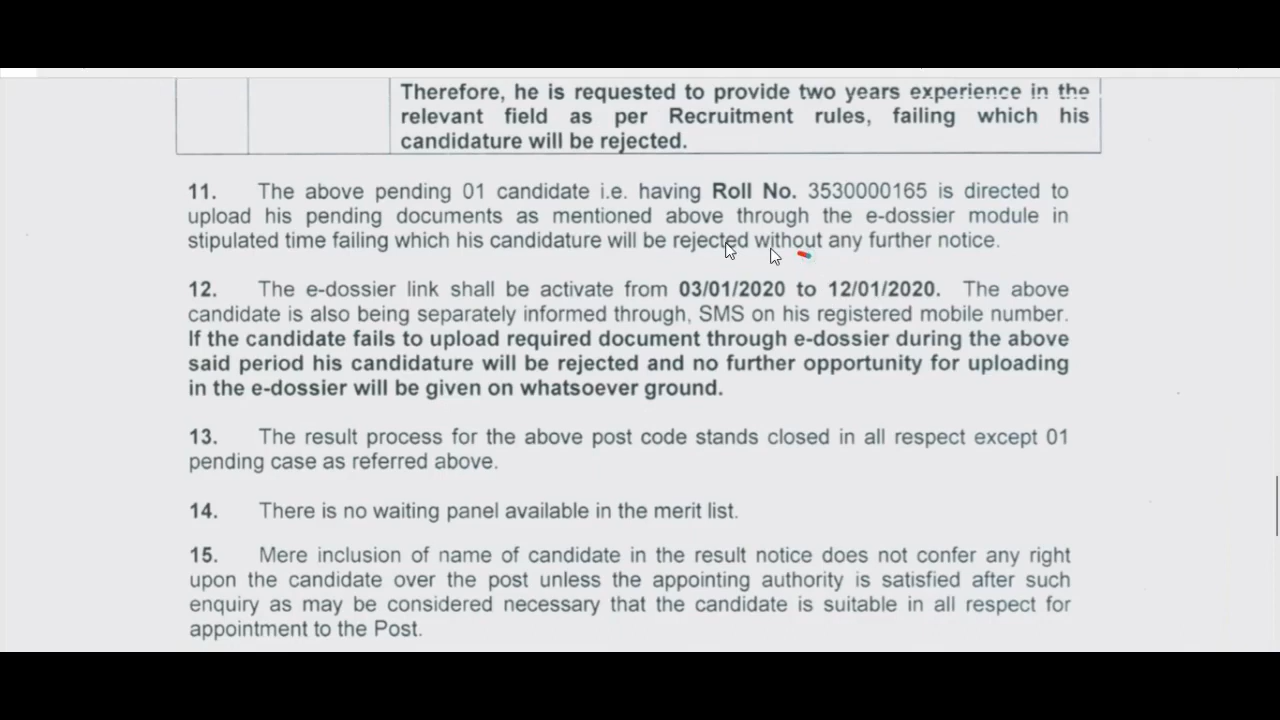 Therefore, he is requested to provide two years experience in the
relevant field as per Recruitment rules, failing which his
candidature will be rejected.
11. The above pending 01 candidate i.e. having Roll No. 3530000165 is directed to
upload his pending documents as mentioned above through the e-dossier module in
stipulated time failing which his candidature will be rejected without any further notice.
12. The e-dossier link shall be activate from 03/01/2020 to 12/01/2020. The above
candidate is also being separately informed through, SMS on his registered mobile number.
If the candidate fails to upload required document through e-dossier during the above
said period his candidature will be rejected and no further opportunity for uploading
in the e-dossier will be given on whatsoever ground.
13. The result process for the above post code stands closed in all respect except 01
pending case as referred above.
14. There is no waiting panel available in the merit list.
15. Mere inclusion of name of candidate in the result notice does not confer any right
upon the candidate over the post unless the appointing authority is satisfied after such
enquiry as may be considered necessary that the candidate is suitable in all respect for
appointment to the Post.